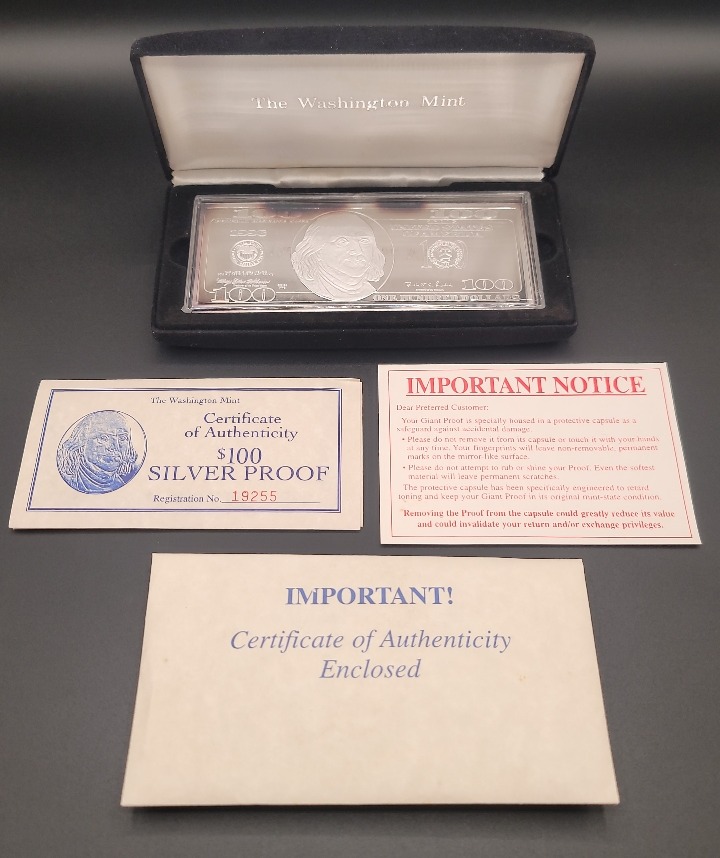 The Washington Mint
1996
100
100
ONE HUNDRED DOLLARS
The Washington Mint
Certificate
of Authenticity
$100
SILVER PROOF
Registration No. 19255
IMPORTANT NOTICE
Dear Preferred Customer:
Your Giant Proof is specially housed in a protective capsule as a
safeguard against accidental damage.
• Please do not remove it from its capsule or touch it with your hands
at any time. Your fingerprints will leave non-removable, permanent
marks on the mirror-like surface.
• Please do not attempt to rub or shine your Proof. Even the softest
material will leave permanent scratches.
The protective capsule has been specifically engineered to retard
toning and keep your Giant Proof in its original mint-state condition.
Removing the Proof from the capsule could greatly reduce its value
and could invalidate your return and/or exchange privileges.
IMPORTANT!
Certificate of Authenticity
Enclosed